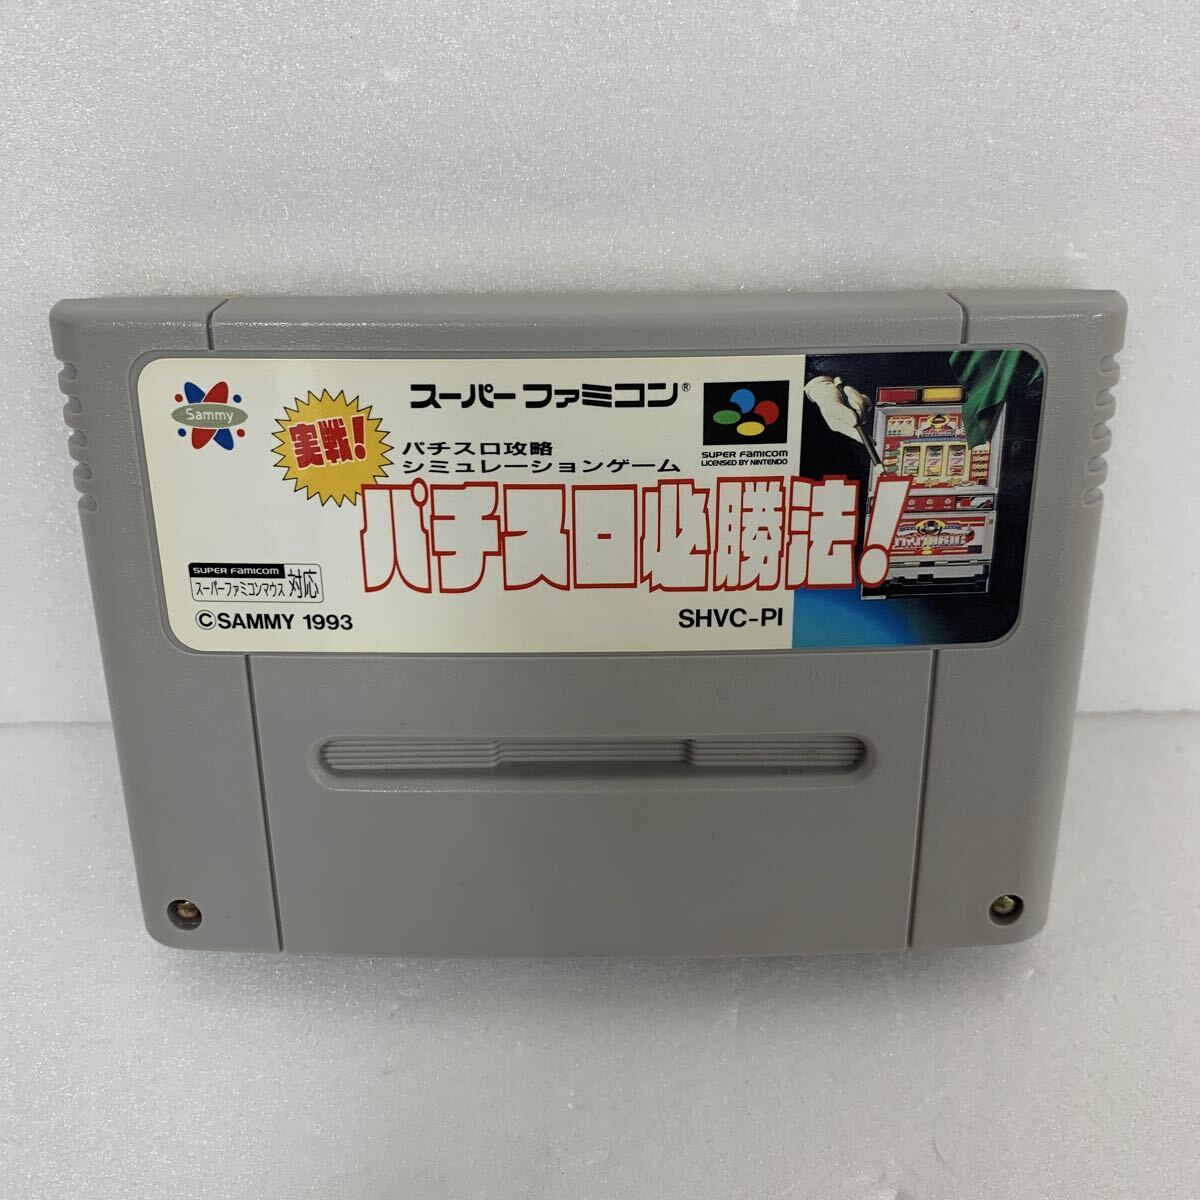 Sammy
実戦!
スーパーファミコン®
パチスロ攻略
シミュレーションゲーム
SUPER FAMICOM
LICENSED BY NINTENDO
パチスロ必勝法!
SUPER FAMICOM
スーパーファミコンマウス対応
©SAMMY 1993
SHVC-PI
777